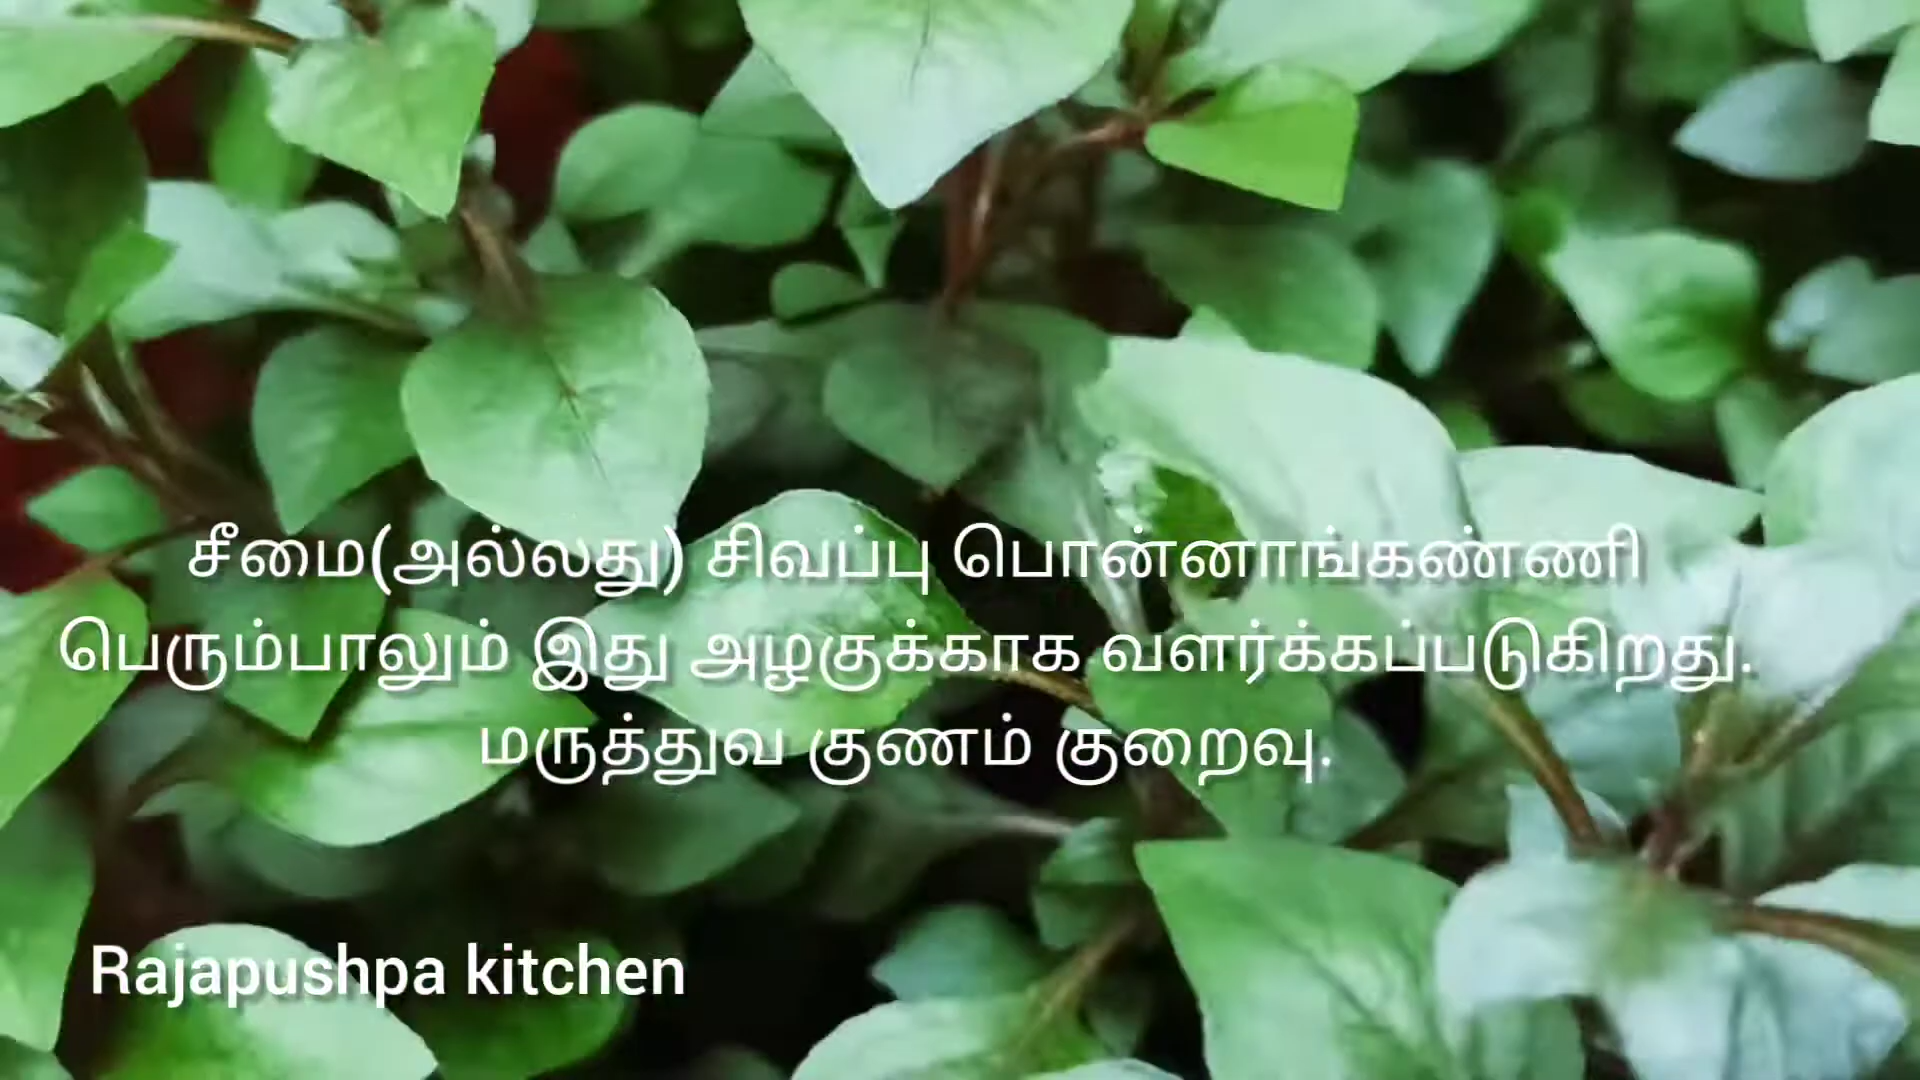 சீமை(அல்லது) சிவப்பு பொன்னாங்கண்ணி
பெரும்பாலும் இது அழகுக்காக வளர்க்கப்படுகிறது.
மருத்துவ குணம் குறைவு.
Rajapushpa kitchen